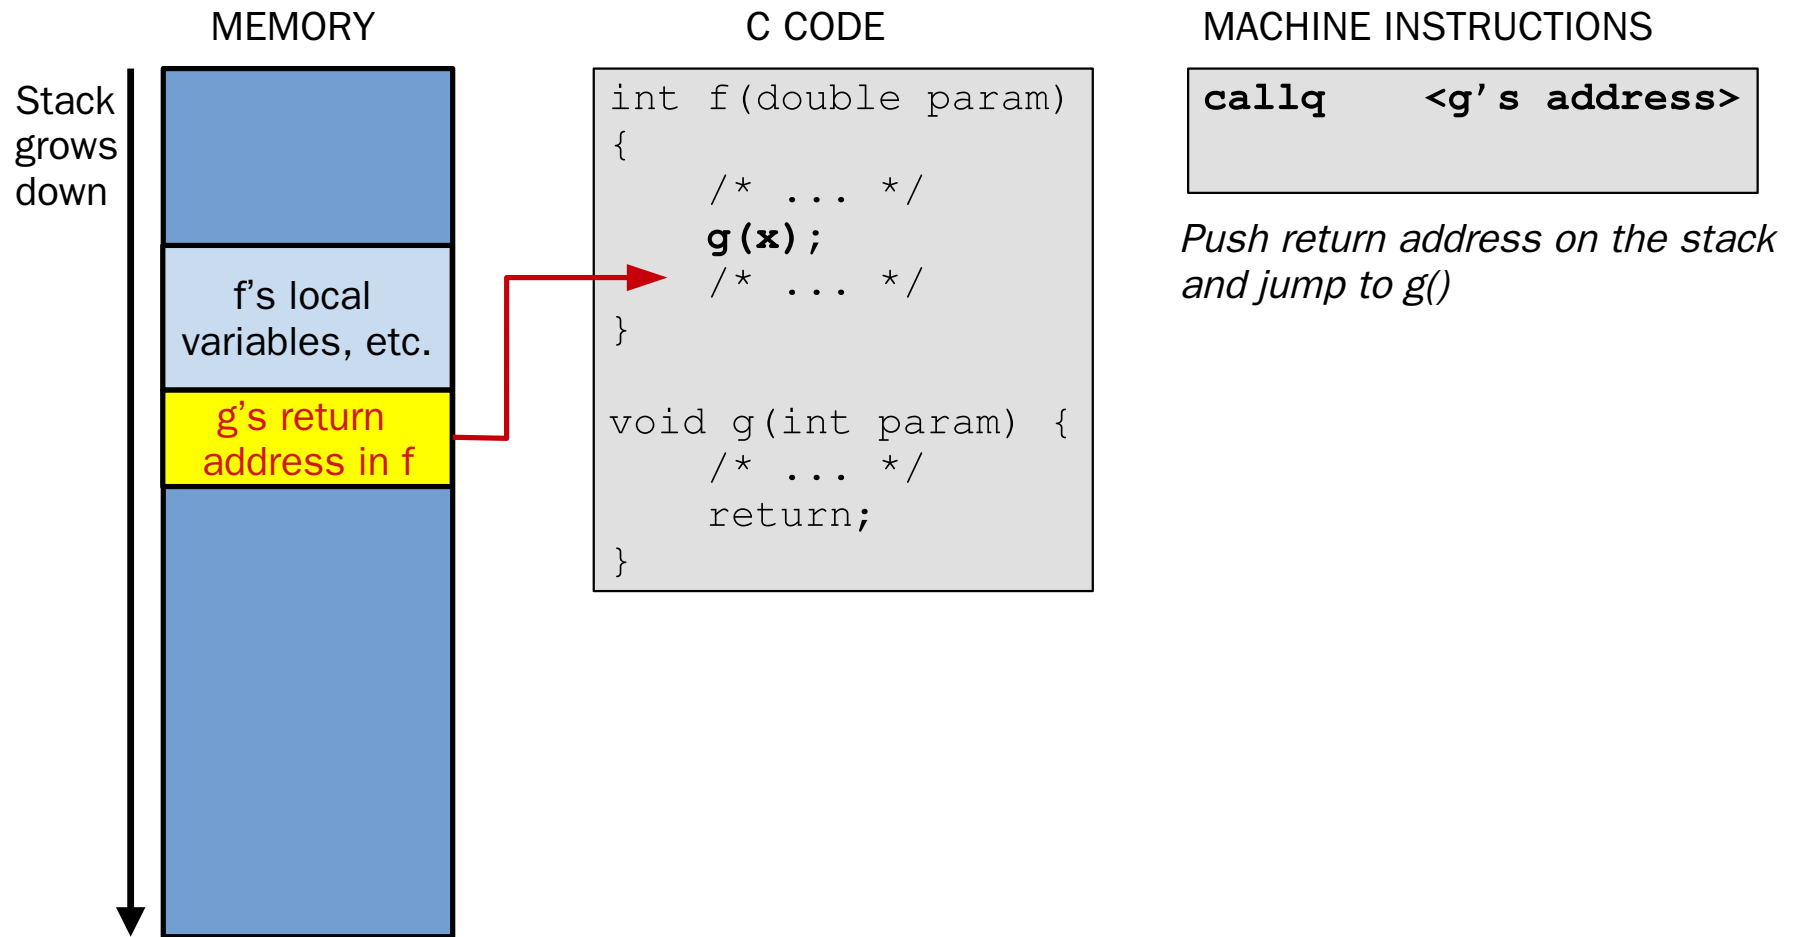 MEMORY
C CODE
MACHINE INSTRUCTIONS
Stack
grows
down
f’s local
variables, etc.
g’s return
address in f
int f(double param)
{
/* ... */
g(x);
/* ... */
}
void g(int param) {
/* ... */
return;
}
callq <g’s address>
Push return address on the stack
and jump to g()